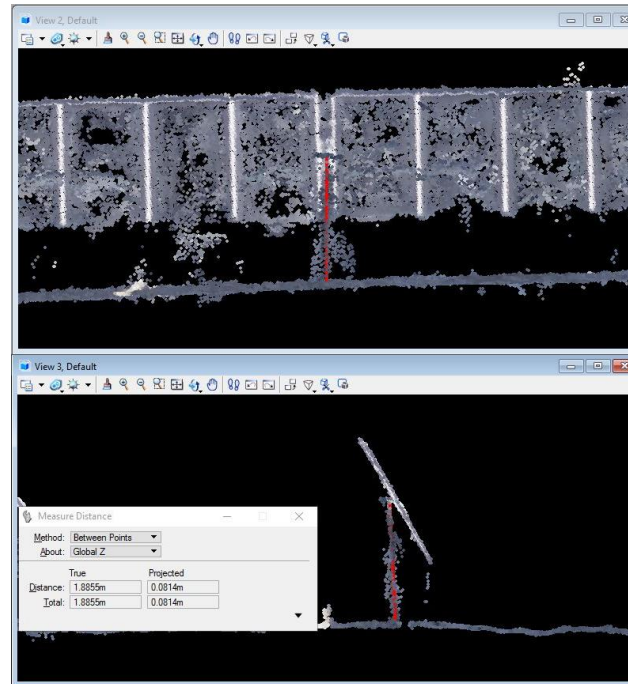 View 2, Default
View 3, Default
Measure Distance
Method: Between Points
About: Global Z
True Projected
Distance: 1.8855m 0.0814m
Total: 1.8855m 0.0814m